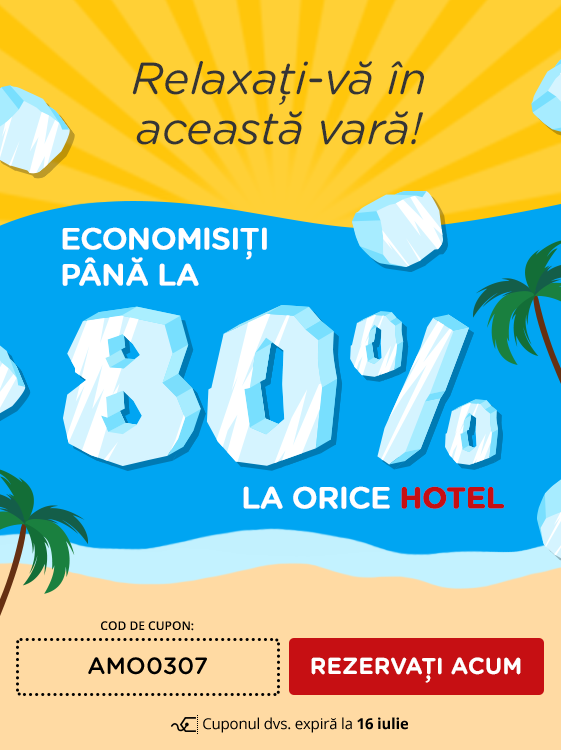 Relaxați-vă în
această vară!
ECONOMISIȚI
PÂNĂ LA
80%
LA ORICE HOTEL
COD DE CUPON:
AMO0307
REZERVAȚI ACUM
Cuponul dvs. expiră la 16 iulie